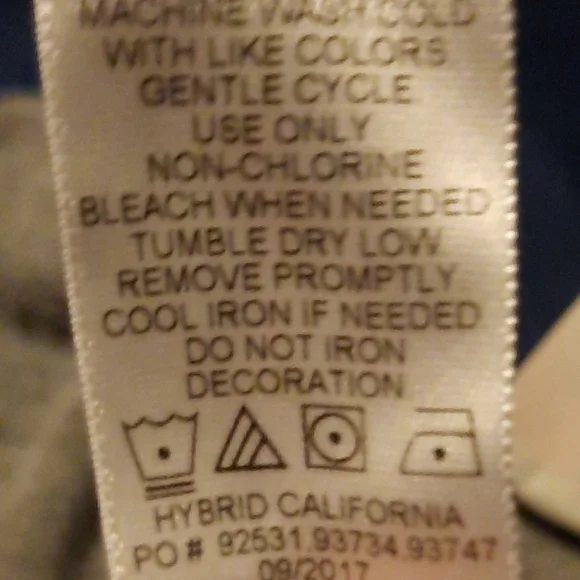 MACHINE WASH COLD
WITH LIKE COLORS
GENTLE CYCLE
USE ONLY
NON-CHLORINE
BLEACH WHEN NEEDED
TUMBLE DRY LOW
REMOVE PROMPTLY
COOL IRON IF NEEDED
DO NOT IRON
DECORATION
HYBRID CALIFORNIA
PO # 92531.93734.93747
09/2017